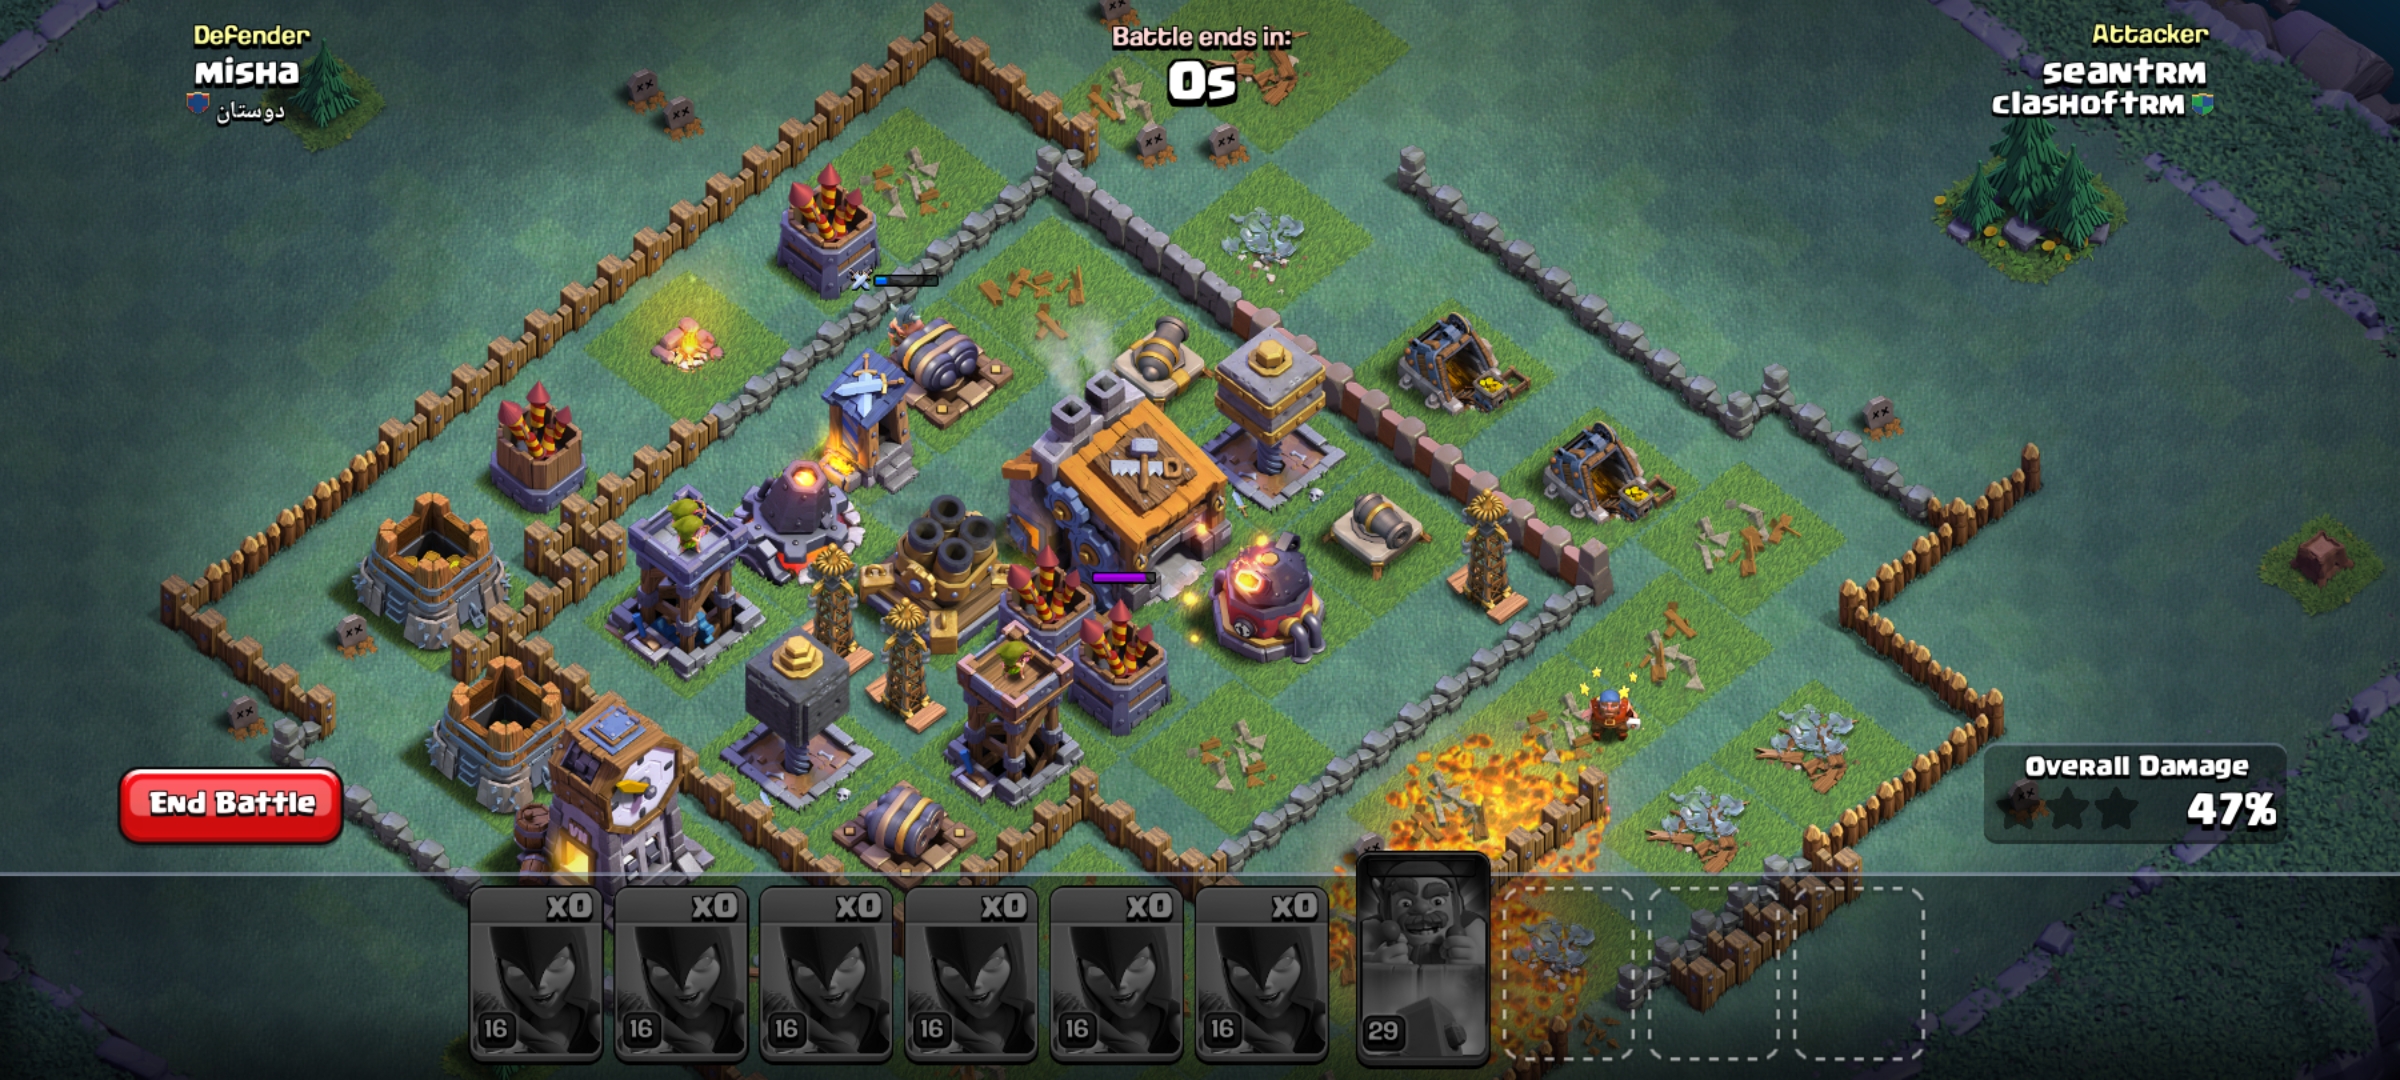 Defender
Misha
دوستان
Battle ends in:
0s
Attacker
seantRM
clashoftRM
End Battle
Overall Damage
47%
x0
x0
x0
x0
x0
x0
16
16
16
16
16
16
29